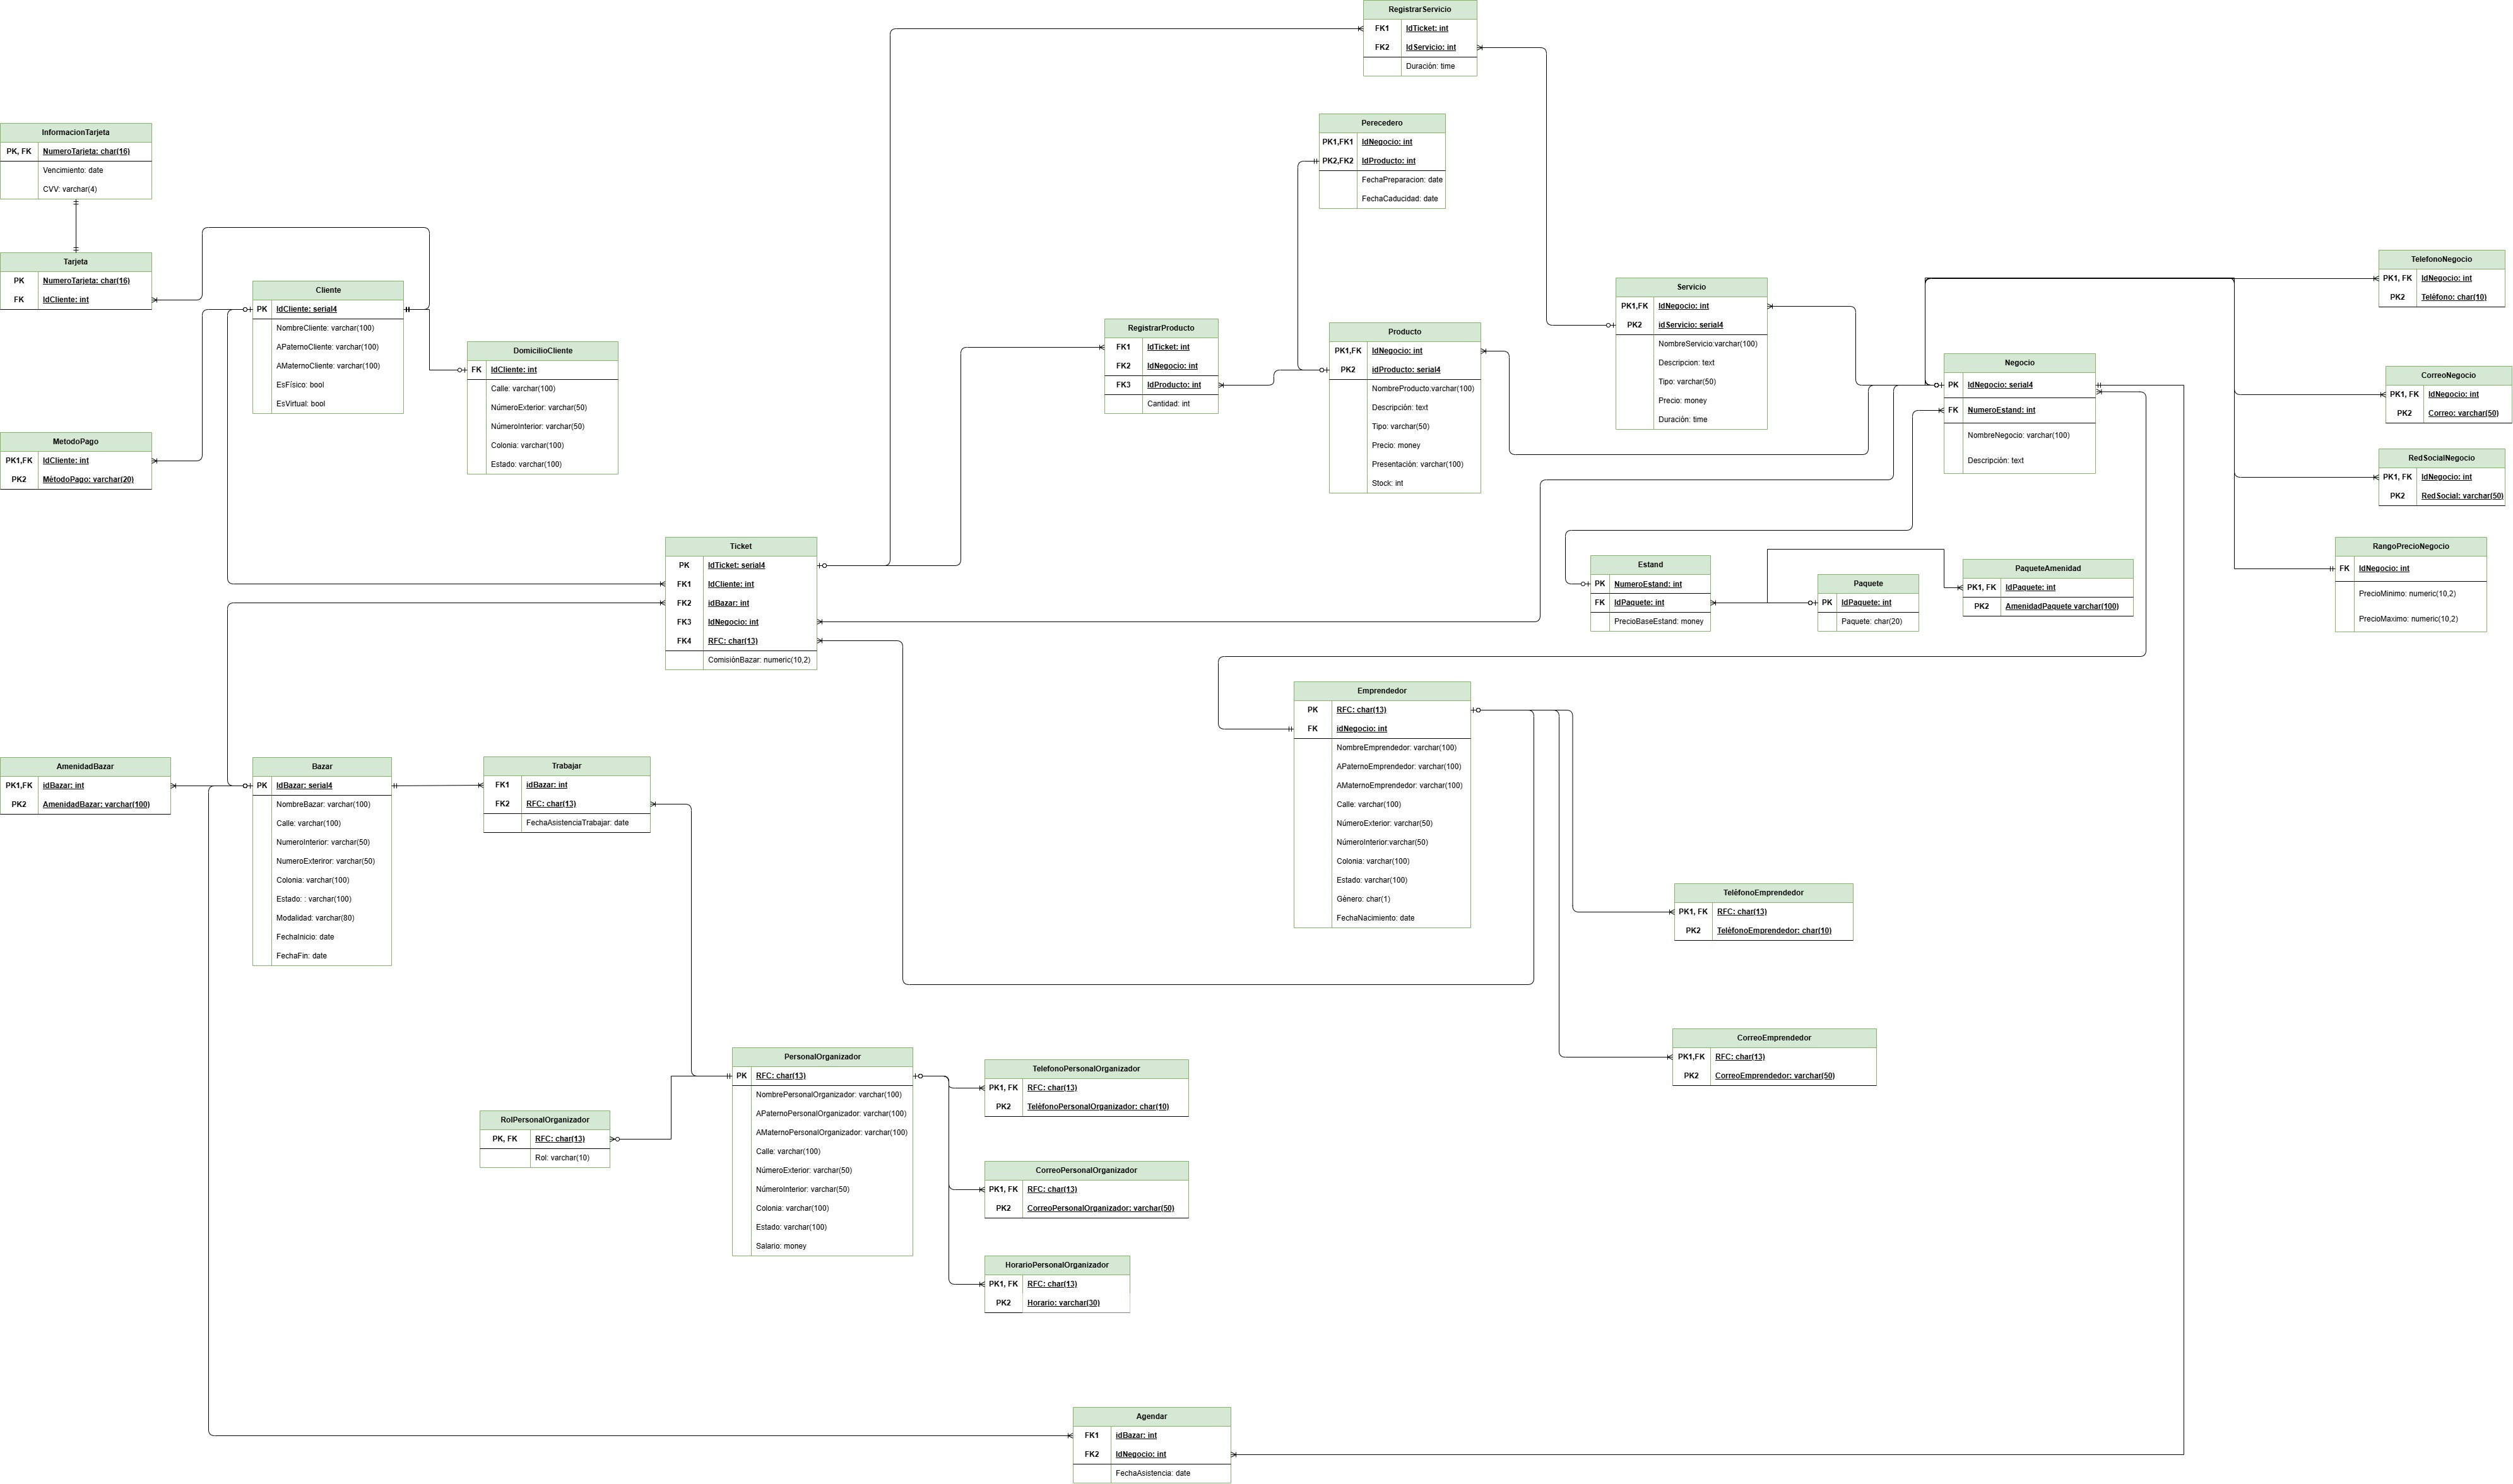 RegistrarServicio
FK1 IdTicket: int
FK2 IdServicio: int
Duración: time
Perecedero
PK1,FK1 IdNegocio: int
PK2,FK2 IdProducto: int
FechaPreparacion: date
FechaCaducidad: date
InformacionTarjeta
PK, FK NumeroTarjeta: char(16)
Vencimiento: date
CVV: varchar(4)
Tarjeta
PK NumeroTarjeta: char(16)
FK IdCliente: int
Cliente
PK IdCliente: serial4
NombreCliente: varchar(100)
APaternoCliente: varchar(100)
AMaternoCliente: varchar(100)
EsFísico: bool
EsVirtual: bool
DomicilioCliente
FK IdCliente: int
Calle: varchar(100)
NúmeroExterior: varchar(50)
NúmeroInterior: varchar(50)
Colonia: varchar(100)
Estado: varchar(100)
MetodoPago
PK1,FK IdCliente: int
PK2 MétodoPago: varchar(20)
RegistrarProducto
FK1 IdTicket: int
FK2 IdNegocio: int
FK3 IdProducto: int
Cantidad: int
Producto
PK1,FK IdNegocio: int
PK2 idProducto: serial4
NombreProducto:varchar(100)
Descripción: text
Tipo: varchar(50)
Precio: money
Presentación: varchar(100)
Stock: int
Servicio
PK1,FK IdNegocio: int
PK2 idServicio: serial4
NombreServicio:varchar(100)
Descripcion: text
Tipo: varchar(50)
Precio: money
Duración: time
Negocio
PK IdNegocio: serial4
FK NumeroEstand: int
NombreNegocio: varchar(100)
Descripción: text
TelefonoNegocio
PK1, FK IdNegocio: int
PK2 Teléfono: char(10)
CorreoNegocio
PK1, FK IdNegocio: int
PK2 Correo: varchar(50)
RedSocialNegocio
PK1, FK IdNegocio: int
PK2 RedSocial: varchar(50)
RangoPrecioNegocio
FK IdNegocio: int
PrecioMinimo: numeric(10,2)
PrecioMaximo: numeric(10,2)
Ticket
PK IdTicket: serial4
FK1 IdCliente: int
FK2 idBazar: int
FK3 IdNegocio: int
FK4 RFC: char(13)
ComisiónBazar: numeric(10,2)
Estand
PK NumeroEstand: int
FK IdPaquete: int
PrecioBaseEstand: money
Paquete
PK IdPaquete: int
Paquete: char(20)
PaqueteAmenidad
PK1, FK IdPaquete: int
PK2 AmenidadPaquete varchar(100)
Emprendedor
PK RFC: char(13)
FK idNegocio: int
NombreEmprendedor: varchar(100)
APaternoEmprendedor: varchar(100)
AMaternoEmprendedor: varchar(100)
Calle: varchar(100)
NúmeroExterior: varchar(50)
NúmeroInterior:varchar(50)
Colonia: varchar(100)
Estado: varchar(100)
Género: char(1)
FechaNacimiento: date
AmenidadBazar
PK1,FK idBazar: int
PK2 AmenidadBazar: varchar(100)
Bazar
PK IdBazar: serial4
NombreBazar: varchar(100)
Calle: varchar(100)
NumeroInterior: varchar(50)
NumeroExteriror: varchar(50)
Colonia: varchar(100)
Estado: : varchar(100)
Modalidad: varchar(80)
FechaInicio: date
FechaFin: date
Trabajar
FK1 idBazar: int
FK2 RFC: char(13)
FechaAsistenciaTrabajar: date
TeléfonoEmprendedor
PK1, FK RFC: char(13)
PK2 TeléfonoEmprendedor: char(10)
CorreoEmprendedor
PK1,FK RFC: char(13)
PK2 CorreoEmprendedor: varchar(50)
PersonalOrganizador
PK RFC: char(13)
NombrePersonalOrganizador: varchar(100)
APaternoPersonalOrganizador: varchar(100)
AMaternoPersonalOrganizador: varchar(100)
Calle: varchar(100)
NúmeroExterior: varchar(50)
NúmeroInterior: varchar(50)
Colonia: varchar(100)
Estado: varchar(100)
Salario: money
RolPersonalOrganizador
PK, FK RFC: char(13)
Rol: varchar(10)
TelefonoPersonalOrganizador
PK1, FK RFC: char(13)
PK2 TeléfonoPersonalOrganizador: char(10)
CorreoPersonalOrganizador
PK1, FK RFC: char(13)
PK2 CorreoPersonalOrganizador: varchar(50)
HorarioPersonalOrganizador
PK1, FK RFC: char(13)
PK2 Horario: varchar(30)
Agendar
FK1 idBazar: int
FK2 IdNegocio: int
FechaAsistencia: date